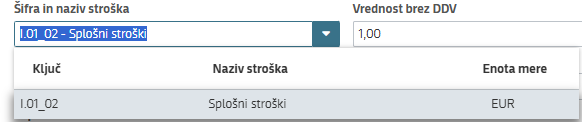 Šifra in naziv stroška Vrednost brez DDV
I.01_02 - Splošni stroški 1,00
Ključ Naziv stroška Enota mere
I.01_02 Splošni stroški EUR